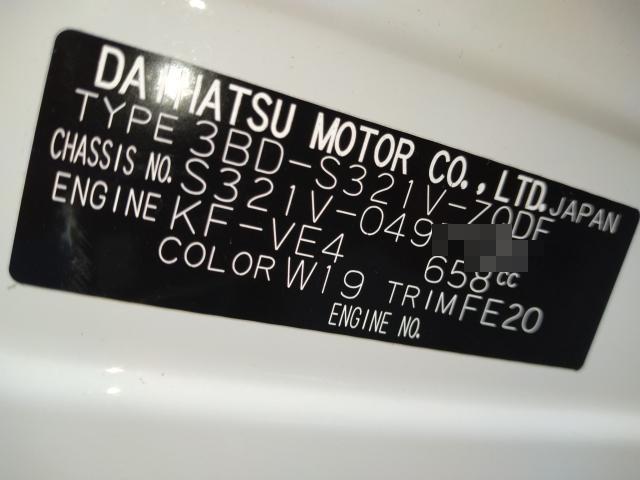 DAIHATSU MOTOR CO., LTD. JAPAN
TYPE 3BD-S321V-ZQDF
CHASSIS NO. S321V-049
ENGINE KF-VE4 658cc
COLOR W19 TRIM FE20
ENGINE NO.